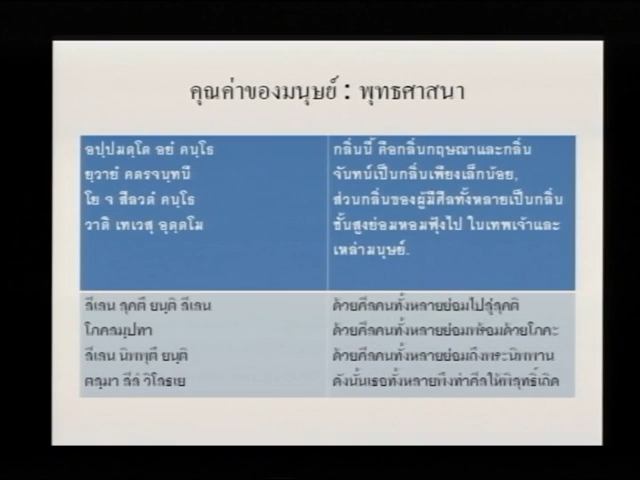 คุณค่าของมนุษย์ : พุทธศาสนา
อปฺปมตฺโต อยํ คนฺโธ
ยฺวายํ ตครจนฺทนี
โย จ สีลวตํ คนฺโธ
วาติ เทเวสุ อุตฺตโม
กลิ่นนี้ คือกลิ่นกฤษณาและกลิ่น
จันทน์เป็นกลิ่นเพียงเล็กน้อย,
ส่วนกลิ่นของผู้มีศีลทั้งหลายเป็นกลิ่น
ชั้นสูงย่อมหอมฟุ้งไป ในเทพเจ้าและ
เหล่ามนุษย์.
สีเลน สุคตึ ยนฺติ สีเลน
โภคสมฺปทา
สีเลน นิพฺพุตึ ยนฺติ
ตสฺมา สีลํ วิโสธเย
ด้วยศีลคนทั้งหลายย่อมไปสู่สุคติ
ด้วยศีลคนทั้งหลายย่อมพร้อมด้วยโภคะ
ด้วยศีลคนทั้งหลายย่อมถึงพระนิพพาน
ดังนั้นเธอทั้งหลายพึงทำศีลให้พิสุทธิ์เถิด